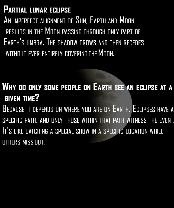 Partial lunar eclipse
An imperfect alignment of Sun, Earth and Moon
results in the Moon passing through only part of
Earth's umbra. The shadow grows and then recedes
without ever entirely covering the Moon.
Why do only some people on Earth see an eclipse at a
given time?
Because it depends on where you are on Earth. Eclipses have a
specific path, and only those within that path witness the even
It's like catching a special show in a specific location while
others miss out.